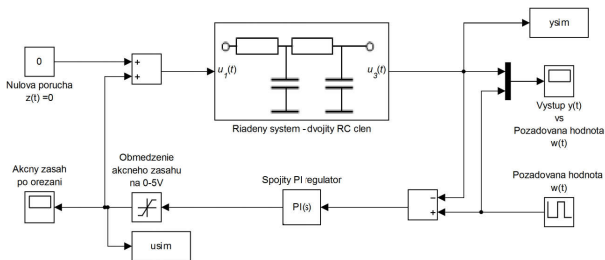 ysim
0
+
+
u1(t)
u3(t)
Nulova porucha
z(t) =0
Riadeny system - dvojity RC clen
Vystup y(t)
vs
Pozadovana hodnota
w(t)
Akcny zasah
po orezani
Obmedzenie
akcneho zasahu
na 0-5V
Spojity PI regulator
PI(s)
−
+
Pozadovana hodnota
w(t)
usim